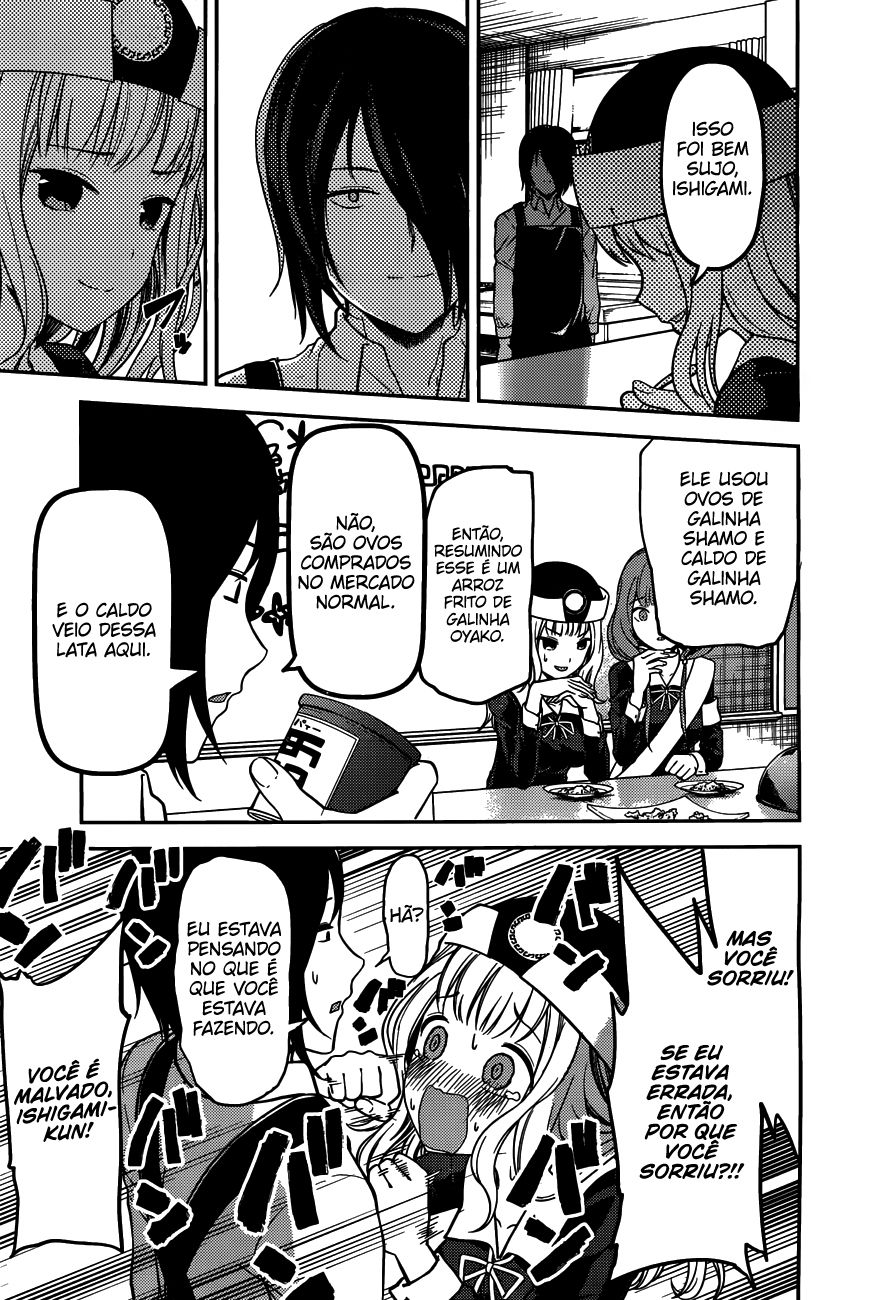 ISSO
FOI BEM
SUJO,
ISHIGAMI.
ELE USOU
OVOS DE
GALINHA
SHAMO E
CALDO DE
GALINHA
SHAMO.
ENTÃO,
RESUMINDO
ESSE É UM
ARROZ
FRITO DE
GALINHA
OYAKO.
NÃO,
SÃO OVOS
COMPRADOS
NO MERCADO
NORMAL.
E O CALDO
VEIO DESSA
LATA AQUI.
MAS
VOCÊ
SORRIU!
SE EU
ESTAVA
ERRADA,
ENTÃO
POR QUE
VOCÊ
SORRIU?!!
HÃ?
EU ESTAVA
PENSANDO
NO QUE É
QUE VOCÊ
ESTAVA
FAZENDO.
VOCÊ É
MALVADO,
ISHIGAMI-
KUN!